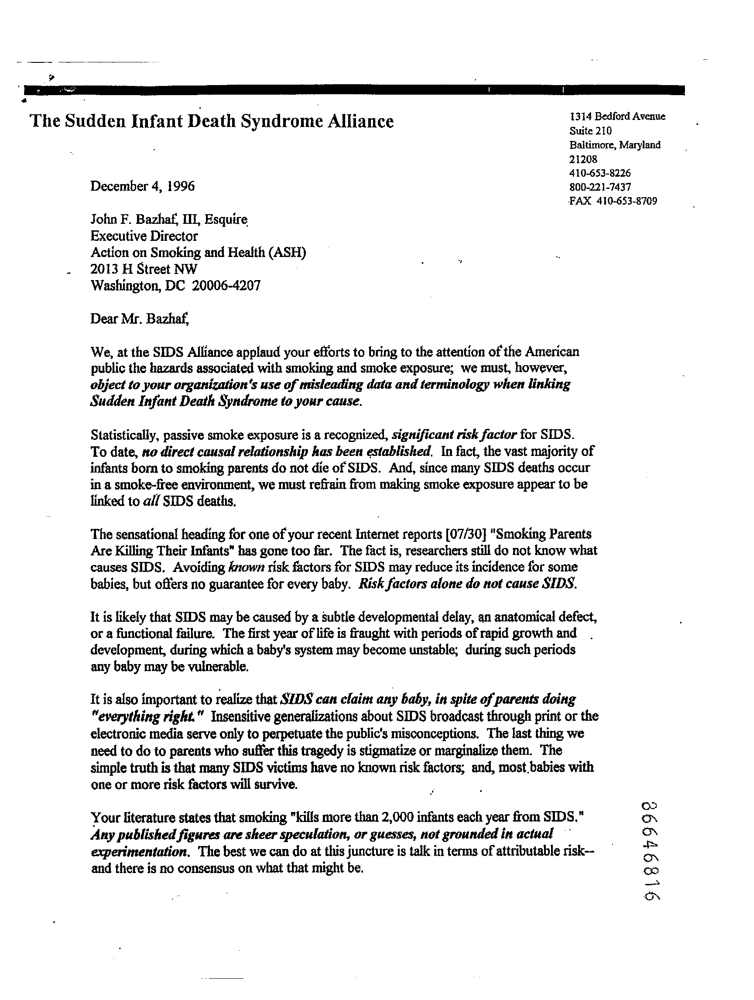 The Sudden Infant Death Syndrome Alliance
1314 Bedford Avenue
Suite 210
Baltimore, Maryland
21208
410-653-8226
800-221-7437
FAX 410-653-8709
December 4, 1996
John F. Bazhaf, III, Esquire
Executive Director
Action on Smoking and Health (ASH)
2013 H Street NW
Washington, DC 20006-4207
Dear Mr. Bazhaf,
We, at the SIDS Alliance applaud your efforts to bring to the attention of the American
public the hazards associated with smoking and smoke exposure; we must, however,
object to your organization's use of misleading data and terminology when linking
Sudden Infant Death Syndrome to your cause.
Statistically, passive smoke exposure is a recognized, significant risk factor for SIDS.
To date, no direct causal relationship has been established. In fact, the vast majority of
infants born to smoking parents do not die of SIDS. And, since many SIDS deaths occur
in a smoke-free environment, we must refrain from making smoke exposure appear to be
linked to all SIDS deaths.
The sensational heading for one of your recent Internet reports [07/30] "Smoking Parents
Are Killing Their Infants" has gone too far. The fact is, researchers still do not know what
causes SIDS. Avoiding known risk factors for SIDS may reduce its incidence for some
babies, but offers no guarantee for every baby. Risk factors alone do not cause SIDS.
It is likely that SIDS may be caused by a subtle developmental delay, an anatomical defect,
or a functional failure. The first year of life is fraught with periods of rapid growth and
development, during which a baby's system may become unstable; during such periods
any baby may be vulnerable.
It is also important to realize that SIDS can claim any baby, in spite of parents doing
"everything right." Insensitive generalizations about SIDS broadcast through print or the
electronic media serve only to perpetuate the public's misconceptions. The last thing we
need to do to parents who suffer this tragedy is stigmatize or marginalize them. The
simple truth is that many SIDS victims have no known risk factors; and, most babies with
one or more risk factors will survive.
Your literature states that smoking "kills more than 2,000 infants each year from SIDS."
Any published figures are sheer speculation, or guesses, not grounded in actual
experimentation. The best we can do at this juncture is talk in terms of attributable risk--
and there is no consensus on what that might be.
86646816